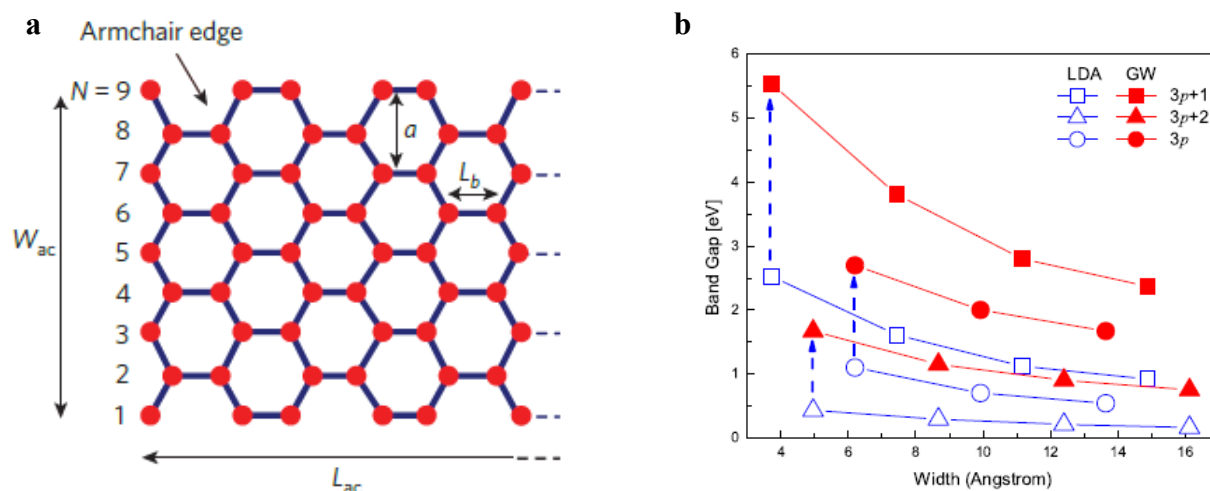 a
Armchair edge
N = 9
8
7
6
5
4
3
2
1
W_ac
a
L_b
L_ac
b
LDA GW
3p+1
3p+2
3p
Band Gap [eV]
6
5
4
3
2
1
0
4 6 8 10 12 14 16
Width (Angstrom)